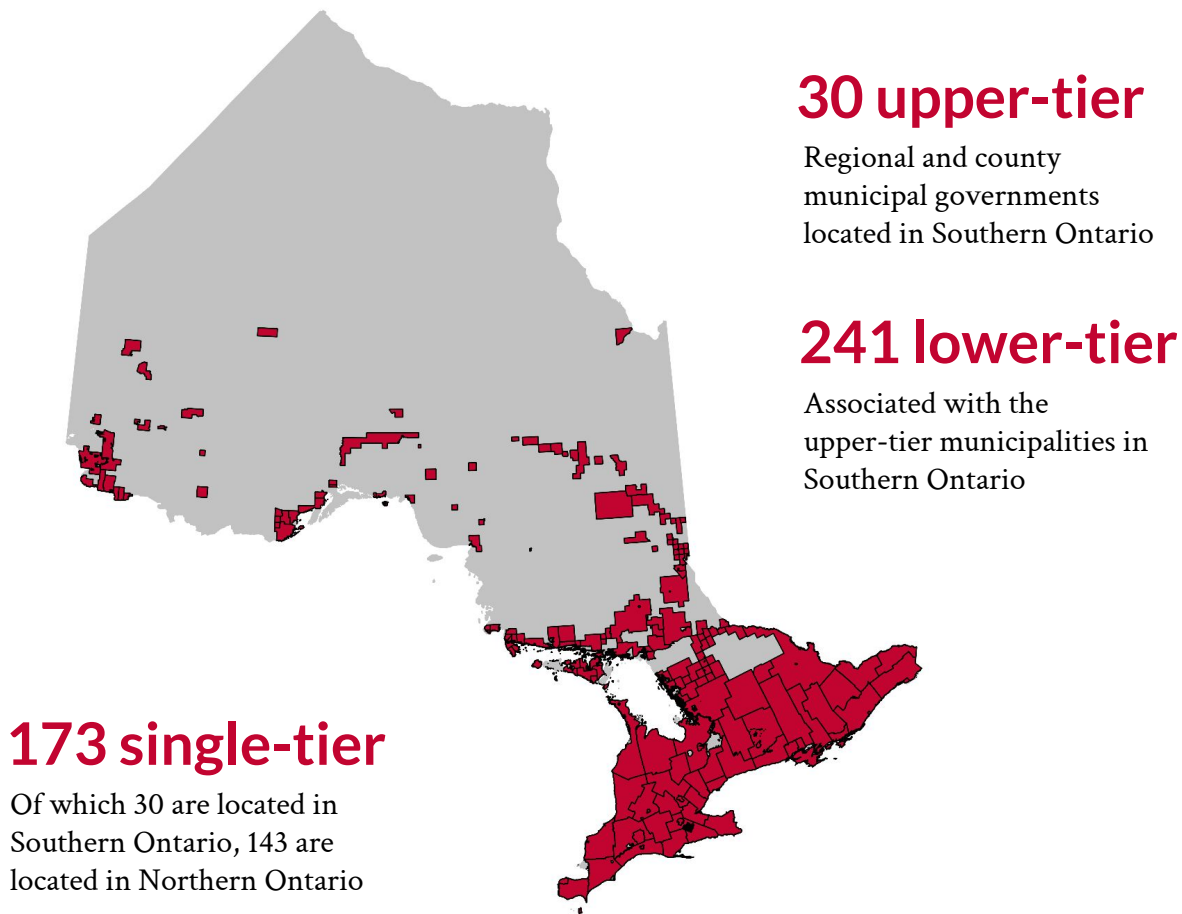 30 upper-tier
Regional and county
municipal governments
located in Southern Ontario
241 lower-tier
Associated with the
upper-tier municipalities in
Southern Ontario
173 single-tier
Of which 30 are located in
Southern Ontario, 143 are
located in Northern Ontario